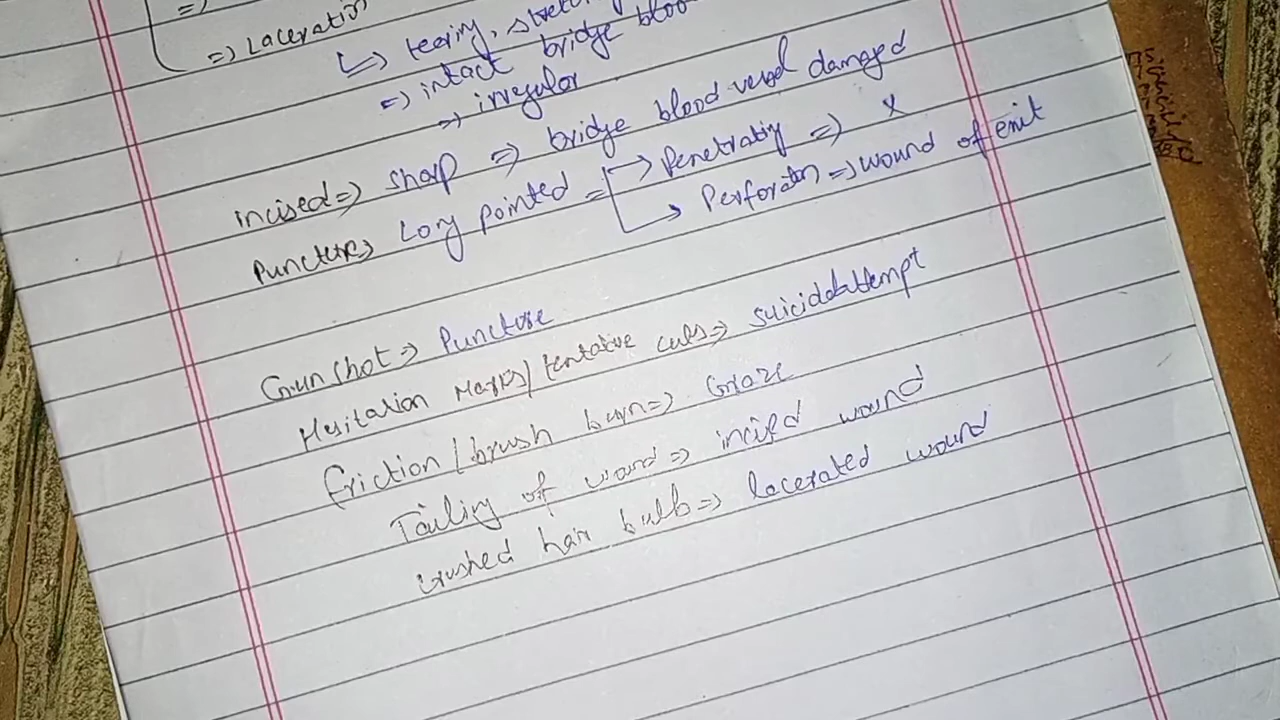 =>
=> Laceration
↳ tearing, stretc
=> intact bridge bloo
=> irregular
incised => sharp => bridge blood vessel damaged
Puncture => Long pointed = → Penetrating => x
→ Perforation => wound of exit
Gunshot => Puncture
Hesitation Marks/tentative cuts => suicidal attempt
friction / brush burn => Graze
Tailing of wound => incised wound
crushed hair bulb => lacerated wound